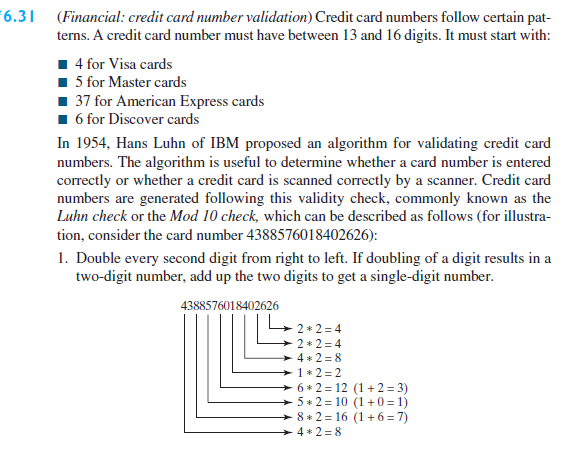 *6.31 (Financial: credit card number validation) Credit card numbers follow certain pat-
terns. A credit card number must have between 13 and 16 digits. It must start with:
■ 4 for Visa cards
■ 5 for Master cards
■ 37 for American Express cards
■ 6 for Discover cards
In 1954, Hans Luhn of IBM proposed an algorithm for validating credit card
numbers. The algorithm is useful to determine whether a card number is entered
correctly or whether a credit card is scanned correctly by a scanner. Credit card
numbers are generated following this validity check, commonly known as the
Luhn check or the Mod 10 check, which can be described as follows (for illustra-
tion, consider the card number 4388576018402626):
1. Double every second digit from right to left. If doubling of a digit results in a
two-digit number, add up the two digits to get a single-digit number.
4388576018402626
2 * 2 = 4
2 * 2 = 4
4 * 2 = 8
1 * 2 = 2
6 * 2 = 12 (1 + 2 = 3)
5 * 2 = 10 (1 + 0 = 1)
8 * 2 = 16 (1 + 6 = 7)
4 * 2 = 8